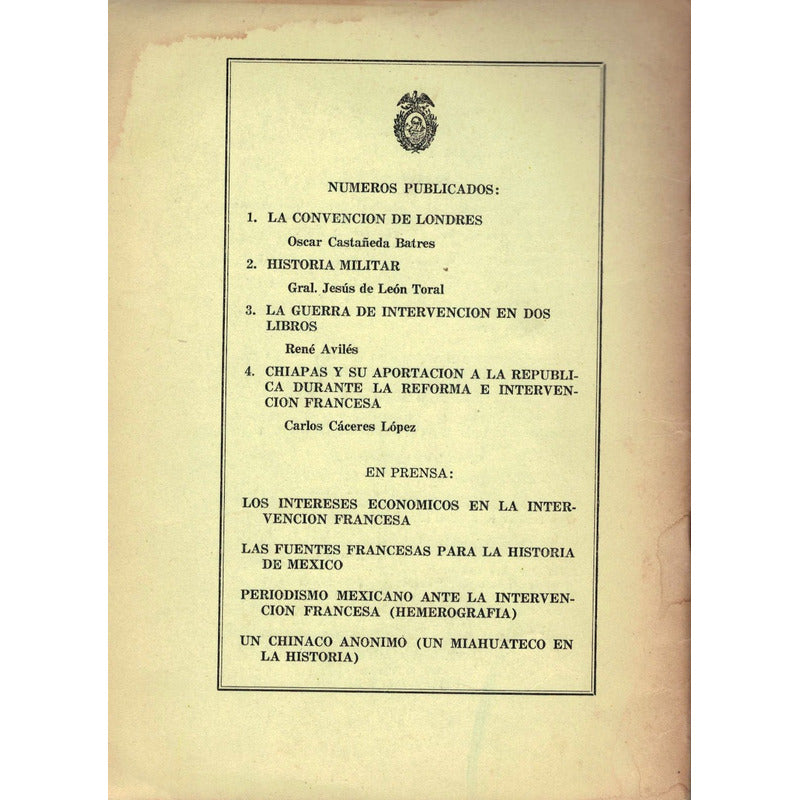 NUMEROS PUBLICADOS:
1. LA CONVENCION DE LONDRES
Oscar Castañeda Batres
2. HISTORIA MILITAR
Gral. Jesús de León Toral
3. LA GUERRA DE INTERVENCION EN DOS
LIBROS
René Avilés
4. CHIAPAS Y SU APORTACION A LA REPUBLI-
CA DURANTE LA REFORMA E INTERVEN-
CION FRANCESA
Carlos Cáceres López
EN PRENSA:
LOS INTERESES ECONOMICOS EN LA INTER-
VENCION FRANCESA
LAS FUENTES FRANCESAS PARA LA HISTORIA
DE MEXICO
PERIODISMO MEXICANO ANTE LA INTERVEN-
CION FRANCESA (HEMEROGRAFIA)
UN CHINACO ANONIMO (UN MIAHUATECO EN
LA HISTORIA)